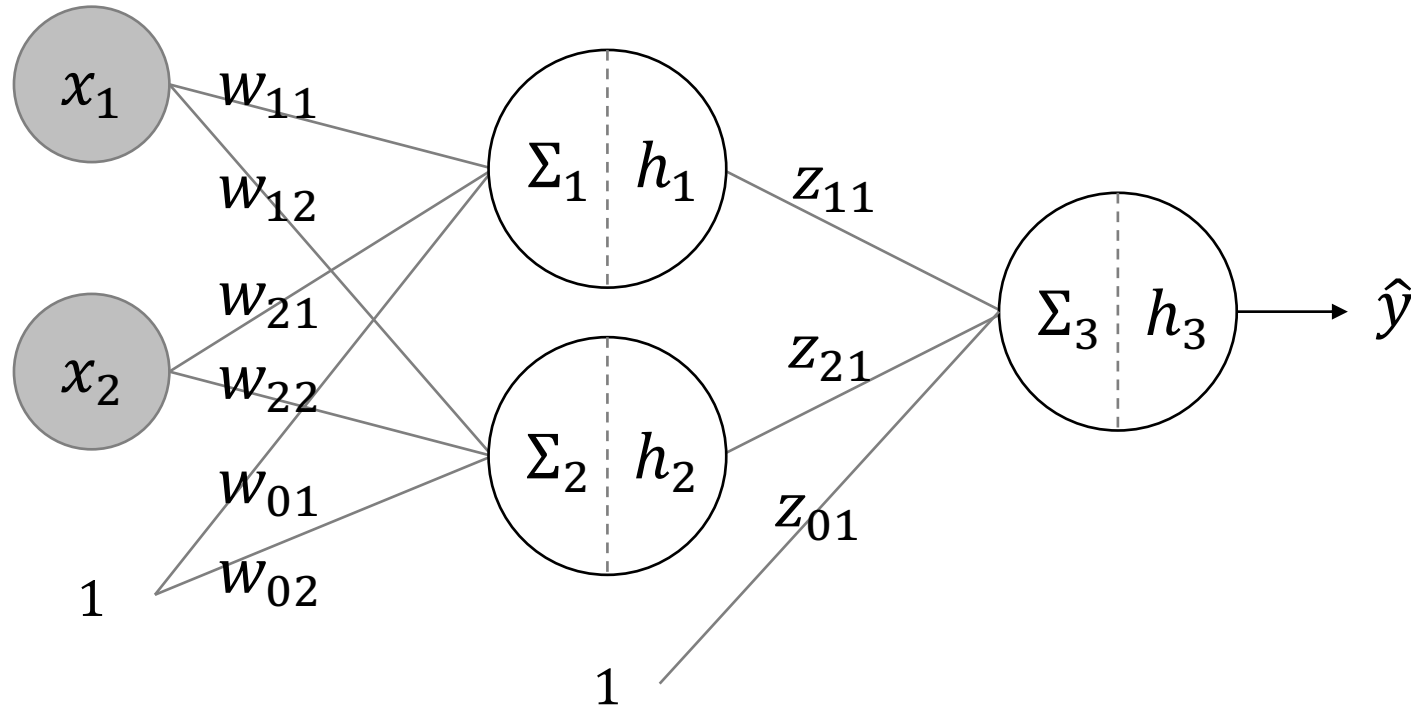 x₁
w₁₁
w₁₂
Σ₁ h₁
z₁₁
w₂₁
x₂
w₂₂
z₂₁
Σ₃ h₃
ŷ
w₀₁
w₀₂
1
Σ₂ h₂
z₀₁
1